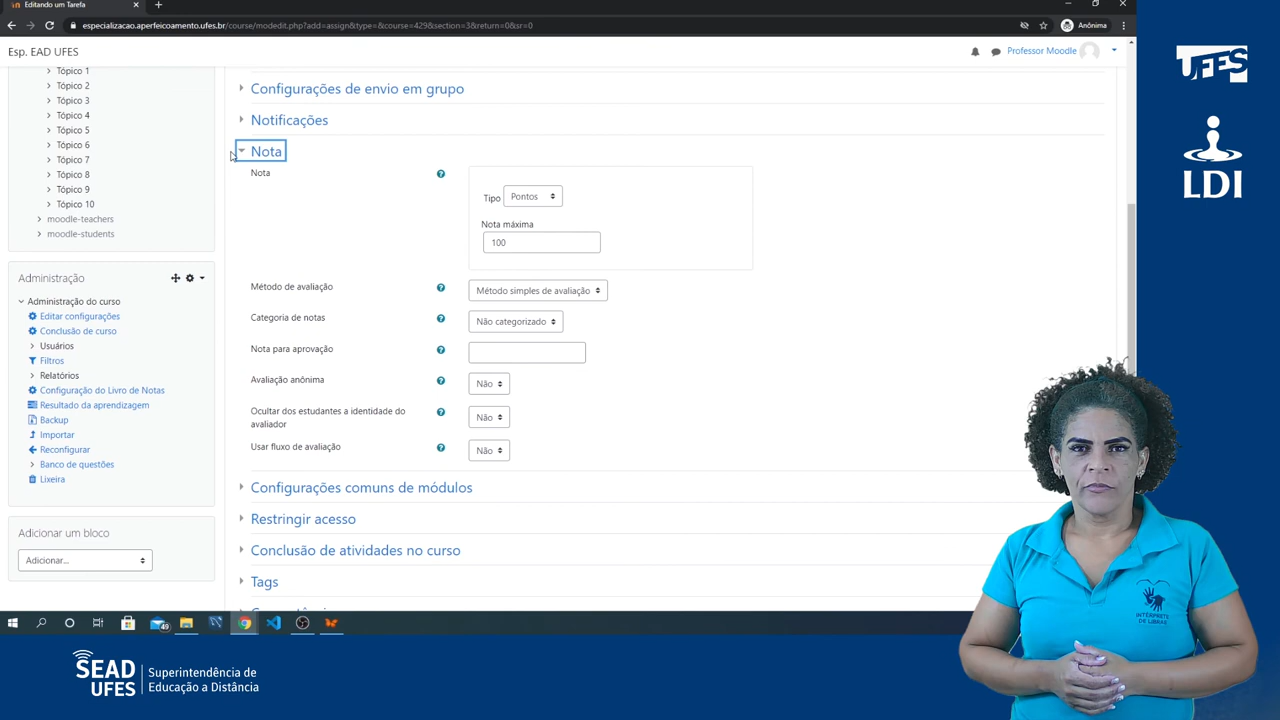 Editando um Tarefa
especializacao.aperfeicoamento.ufes.br/course/modedit.php?add=assign&type=&course=429&section=3&return=0&sr=0
Anônima
Esp. EAD UFES
Professor Moodle
Tópico 1
Tópico 2
Tópico 3
Tópico 4
Tópico 5
Tópico 6
Tópico 7
Tópico 8
Tópico 9
Tópico 10
moodle-teachers
moodle-students
Administração
Administração do curso
Editar configurações
Conclusão de curso
Usuários
Filtros
Relatórios
Configuração do Livro de Notas
Resultado da aprendizagem
Backup
Importar
Reconfigurar
Banco de questões
Lixeira
Adicionar um bloco
Adicionar...
Configurações de envio em grupo
Notificações
Nota
Nota
Tipo Pontos
Nota máxima
100
Método de avaliação Método simples de avaliação
Categoria de notas Não categorizado
Nota para aprovação
Avaliação anônima Não
Ocultar dos estudantes a identidade do
avaliador Não
Usar fluxo de avaliação Não
Configurações comuns de módulos
Restringir acesso
Conclusão de atividades no curso
Tags
49
UFES
LDI
INTÉRPRETE
DE LIBRAS
SEAD
UFES
Superintendência de
Educação a Distância